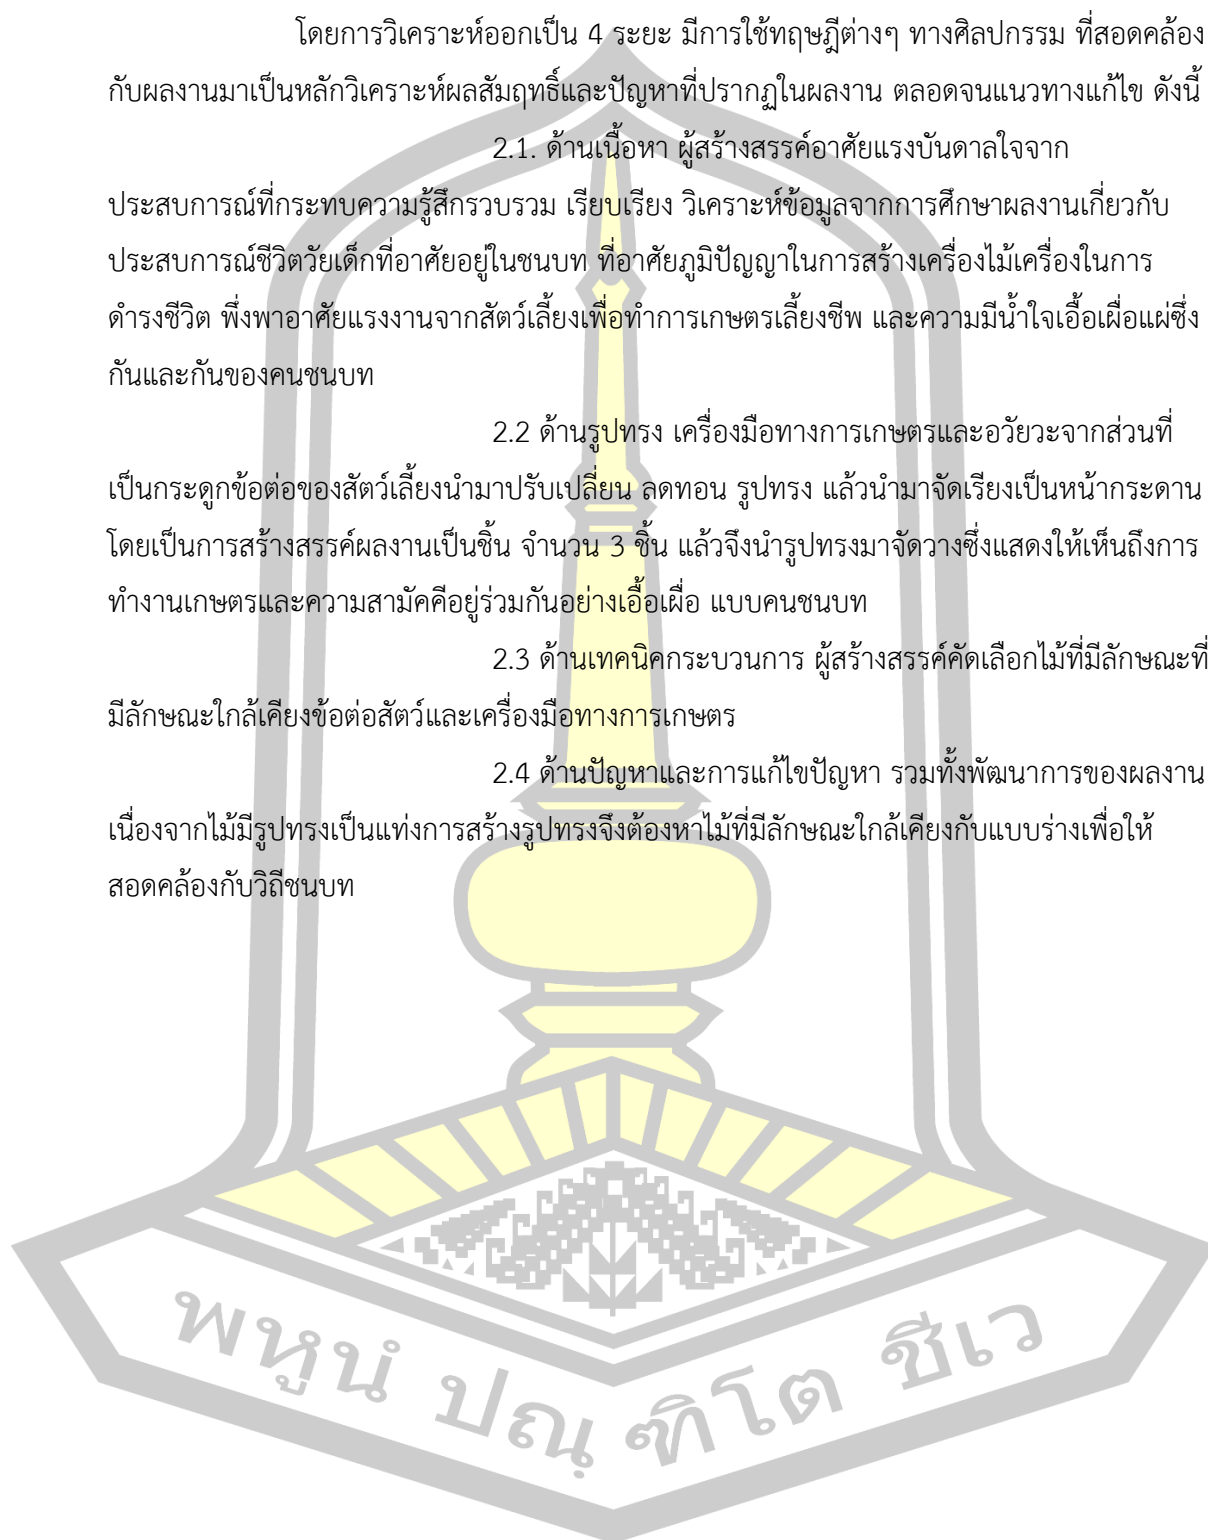 โดยการวิเคราะห์ออกเป็น 4 ระยะ มีการใช้ทฤษฎีต่างๆ ทางศิลปกรรม ที่สอดคล้อง
กับผลงานมาเป็นหลักวิเคราะห์ผลสัมฤทธิ์และปัญหาที่ปรากฏในผลงาน ตลอดจนแนวทางแก้ไข ดังนี้
2.1. ด้านเนื้อหา ผู้สร้างสรรค์อาศัยแรงบันดาลใจจาก
ประสบการณ์ที่กระทบความรู้สึกรวบรวม เรียบเรียง วิเคราะห์ข้อมูลจากการศึกษาผลงานเกี่ยวกับ
ประสบการณ์ชีวิตวัยเด็กที่อาศัยอยู่ในชนบท ที่อาศัยภูมิปัญญาในการสร้างเครื่องไม้เครื่องในการ
ดำรงชีวิต พึ่งพาอาศัยแรงงานจากสัตว์เลี้ยงเพื่อทำการเกษตรเลี้ยงชีพ และความมีน้ำใจเอื้อเผื่อแผ่ซึ่ง
กันและกันของคนชนบท
2.2 ด้านรูปทรง เครื่องมือทางการเกษตรและอวัยวะจากส่วนที่
เป็นกระดูกข้อต่อของสัตว์เลี้ยงนำมาปรับเปลี่ยน ลดทอน รูปทรง แล้วนำมาจัดเรียงเป็นหน้ากระดาน
โดยเป็นการสร้างสรรค์ผลงานเป็นชิ้น จำนวน 3 ชิ้น แล้วจึงนำรูปทรงมาจัดวางซึ่งแสดงให้เห็นถึงการ
ทำงานเกษตรและความสามัคคีอยู่ร่วมกันอย่างเอื้อเผื่อ แบบคนชนบท
2.3 ด้านเทคนิคกระบวนการ ผู้สร้างสรรค์คัดเลือกไม้ที่มีลักษณะที่
มีลักษณะใกล้เคียงข้อต่อสัตว์และเครื่องมือทางการเกษตร
2.4 ด้านปัญหาและการแก้ไขปัญหา รวมทั้งพัฒนาการของผลงาน
เนื่องจากไม้มีรูปทรงเป็นแท่งการสร้างรูปทรงจึงต้องหาไม้ที่มีลักษณะใกล้เคียงกับแบบร่างเพื่อให้
สอดคล้องกับวิถีชนบท
พหูนํ ปณฺ ฑิโต ชีเว